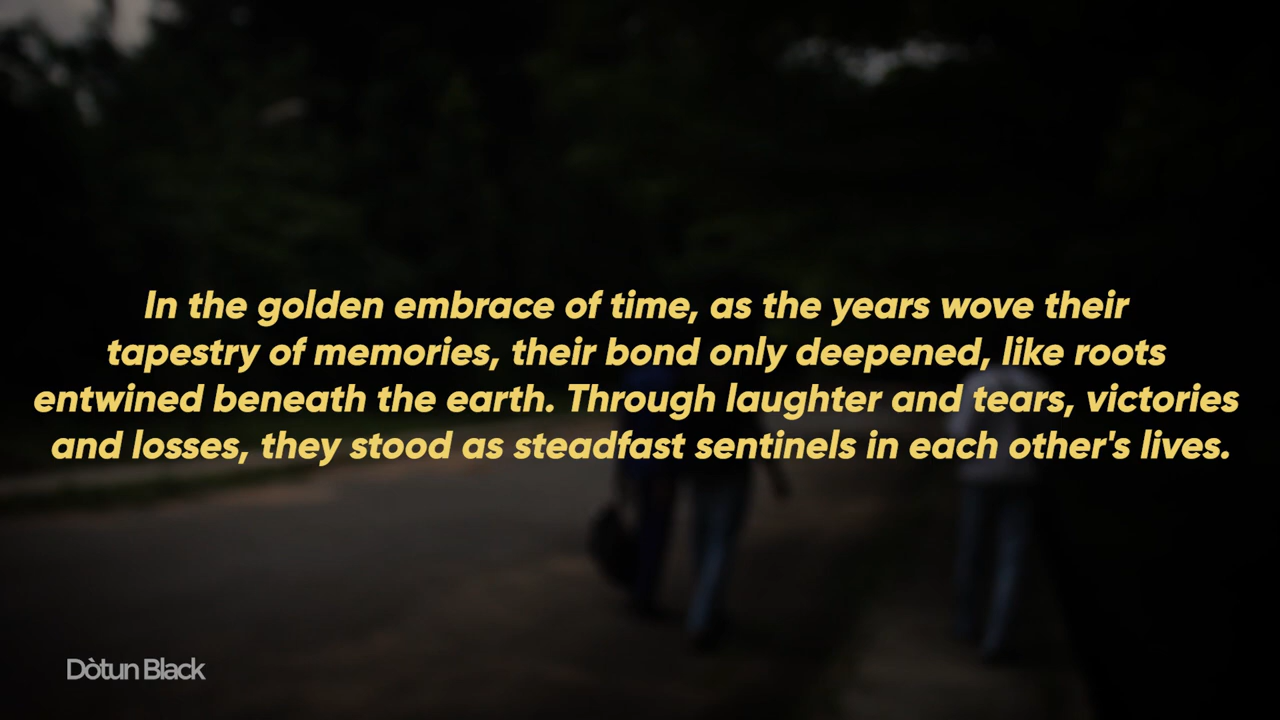 In the golden embrace of time, as the years wove their
tapestry of memories, their bond only deepened, like roots
entwined beneath the earth. Through laughter and tears, victories
and losses, they stood as steadfast sentinels in each other's lives.
Dòtun Black